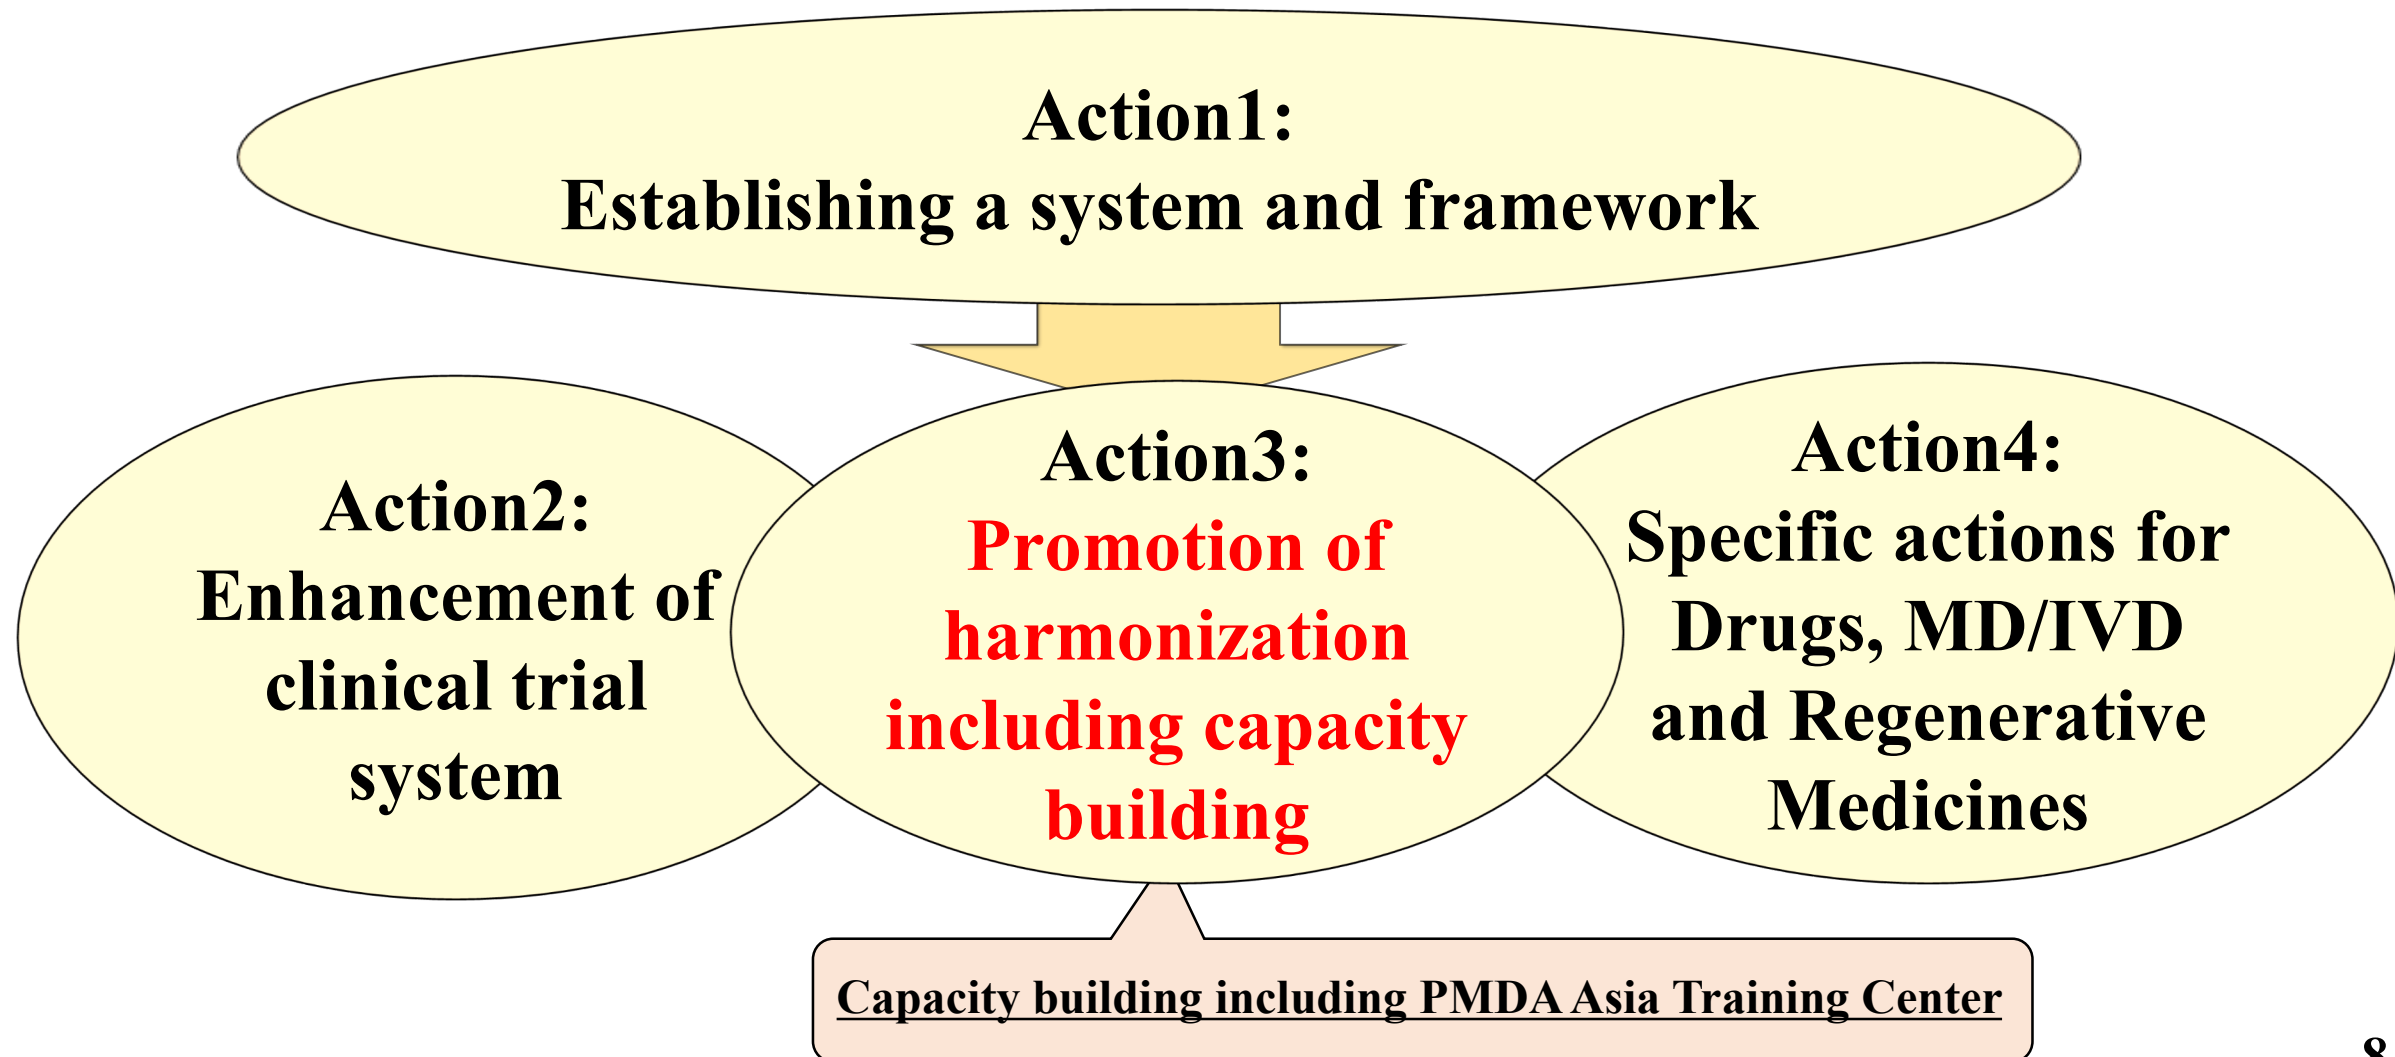 Action1:
Establishing a system and framework
Action2:
Enhancement of
clinical trial
system
Action3:
Promotion of
harmonization
including capacity
building
Action4:
Specific actions for
Drugs, MD/IVD
and Regenerative
Medicines
Capacity building including PMDA Asia Training Center
8